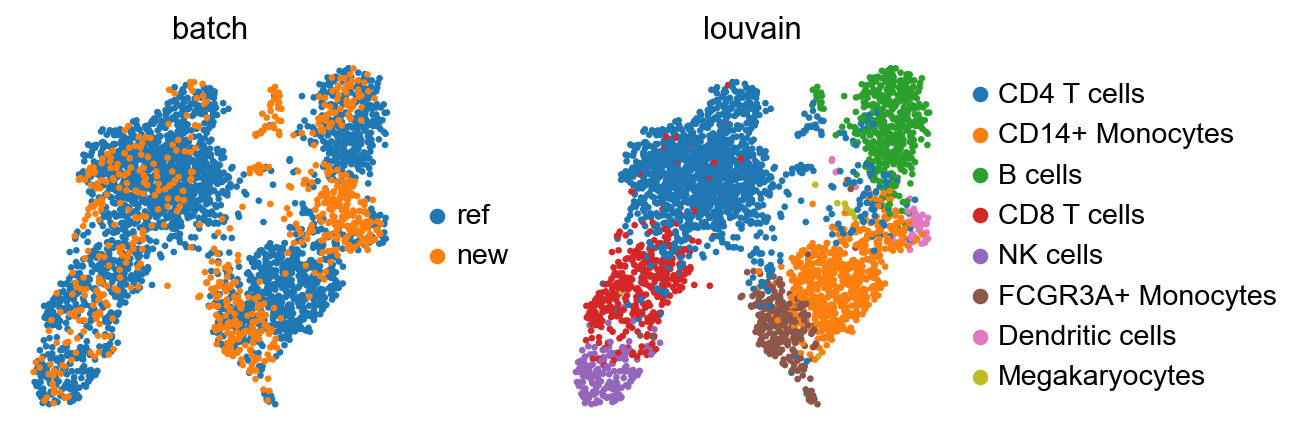 batch
ref
new
louvain
CD4 T cells
CD14+ Monocytes
B cells
CD8 T cells
NK cells
FCGR3A+ Monocytes
Dendritic cells
Megakaryocytes